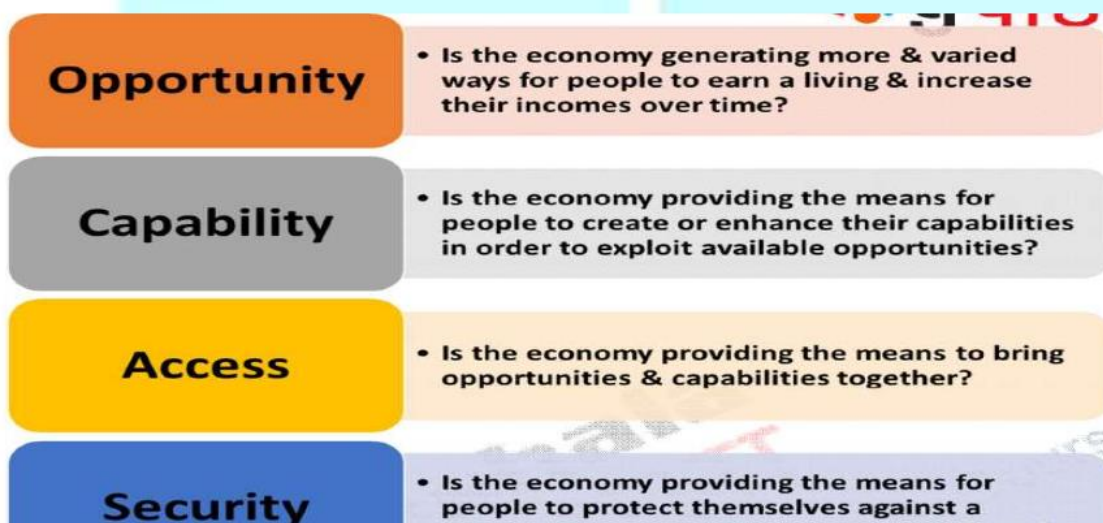 Opportunity
• Is the economy generating more & varied
ways for people to earn a living & increase
their incomes over time?
Capability
• Is the economy providing the means for
people to create or enhance their capabilities
in order to exploit available opportunities?
Access
• Is the economy providing the means to bring
opportunities & capabilities together?
Security
• Is the economy providing the means for
people to protect themselves against a